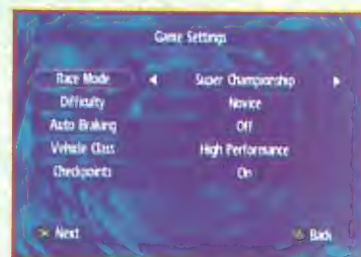 Game Settings
Race Mode Super Championship
Difficulty Novice
Auto Braking Off
Vehicle Class High Performance
Checkpoints On
Next Back